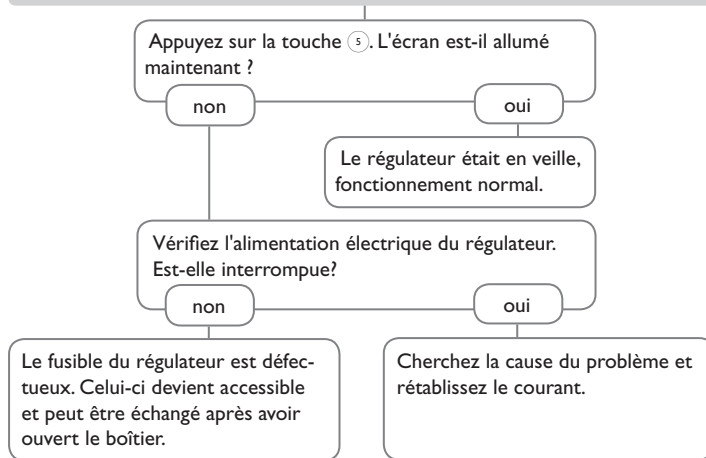 Appuyez sur la touche ⑤. L'écran est-il allumé
maintenant ?
non
oui
Le régulateur était en veille,
fonctionnement normal.
Vérifiez l'alimentation électrique du régulateur.
Est-elle interrompue?
non
oui
Le fusible du régulateur est défec-
tueux. Celui-ci devient accessible
et peut être échangé après avoir
ouvert le boîtier.
Cherchez la cause du problème et
rétablissez le courant.